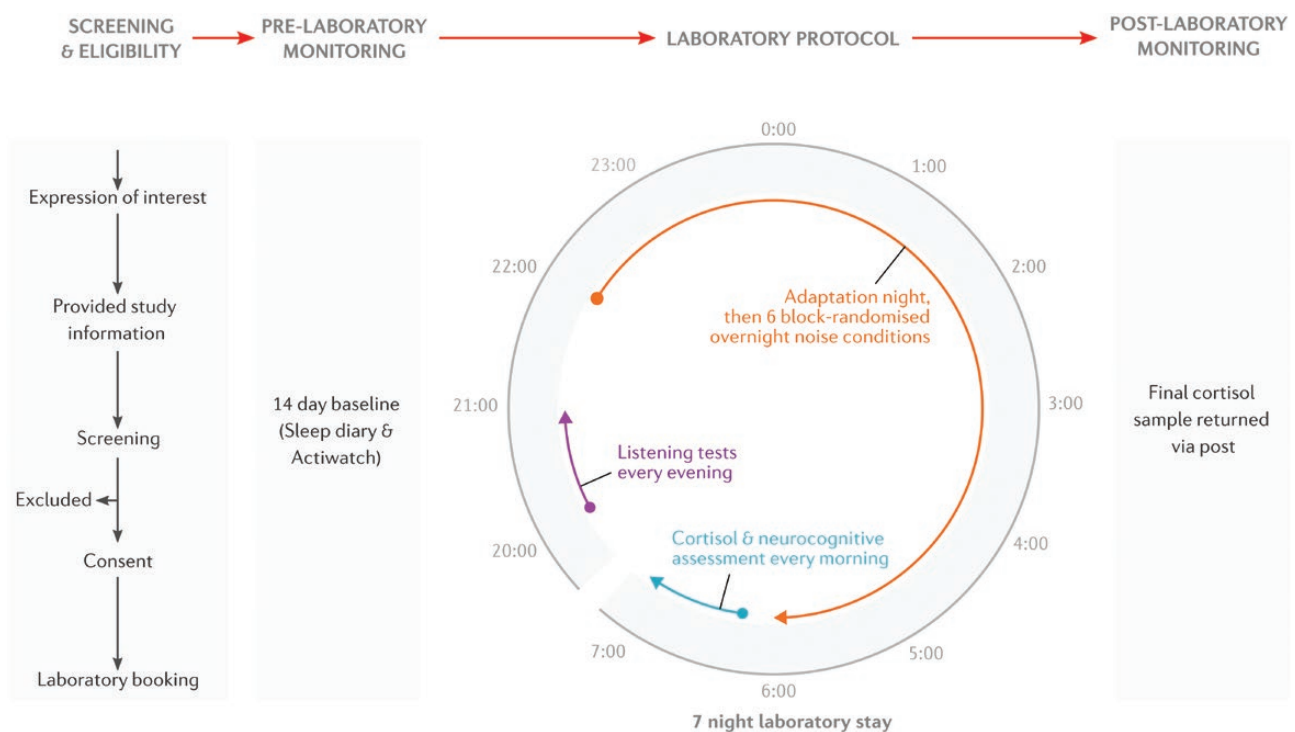 SCREENING
& ELIGIBILITY
PRE-LABORATORY
MONITORING
LABORATORY PROTOCOL
POST-LABORATORY
MONITORING
Expression of interest
Provided study
information
Screening
Excluded
Consent
Laboratory booking
14 day baseline
(Sleep diary &
Actiwatch)
0:00
1:00
2:00
3:00
4:00
5:00
6:00
7:00
20:00
21:00
22:00
23:00
Adaptation night,
then 6 block-randomised
overnight noise conditions
Listening tests
every evening
Cortisol & neurocognitive
assessment every morning
7 night laboratory stay
Final cortisol
sample returned
via post